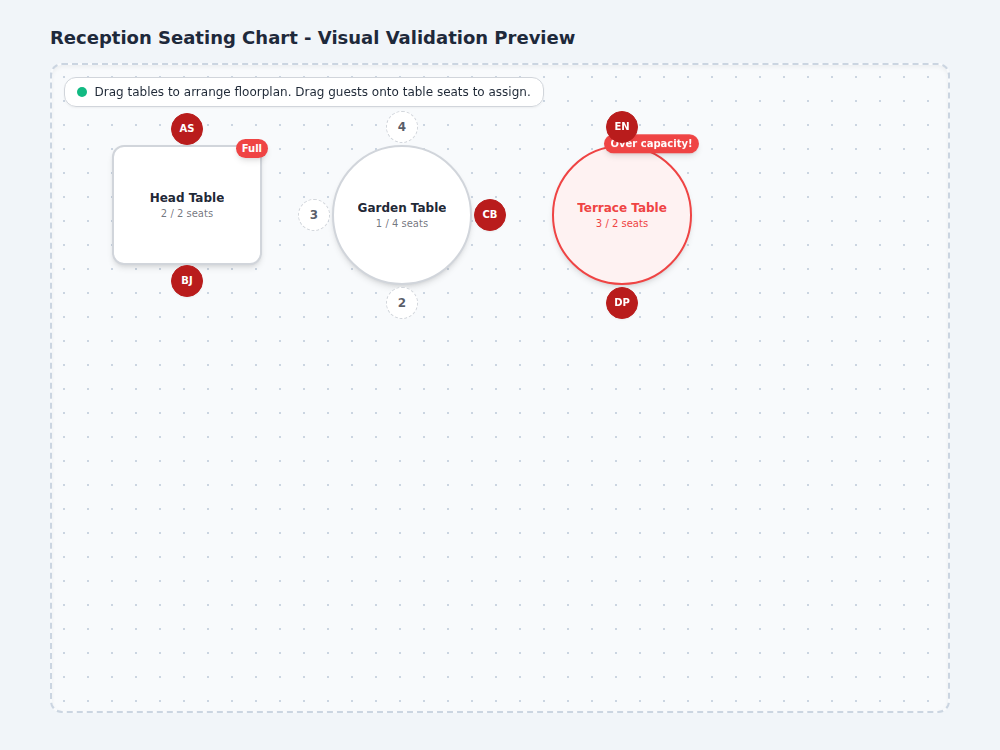 Reception Seating Chart - Visual Validation Preview
Drag tables to arrange floorplan. Drag guests onto table seats to assign.
AS
Full
Head Table
2 / 2 seats
BJ
4
3
Garden Table
1 / 4 seats
CB
2
EN
Over capacity!
Terrace Table
3 / 2 seats
DP